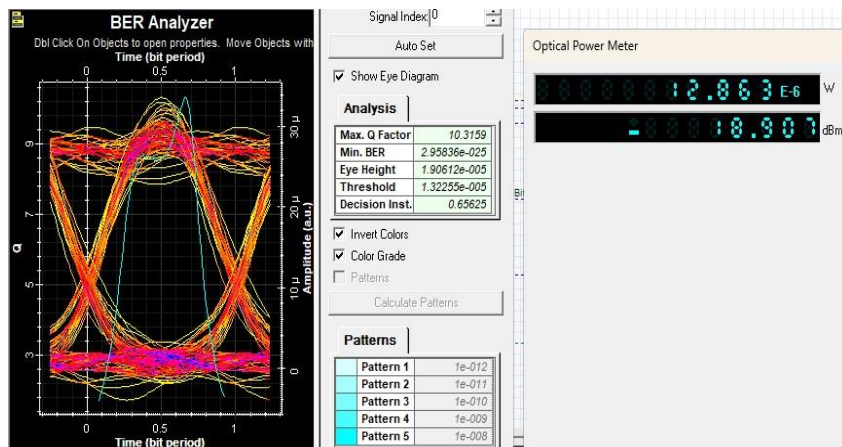 BER Analyzer
Dbl Click On Objects to open properties. Move Objects with
Time (bit period)
0 0.5 1
9
7
5
3
Q
30 µ
20 µ
10 µ
0
Amplitude (a.u.)
0 0.5 1
Time (bit period)
Signal Index: 0
Auto Set
Show Eye Diagram
Analysis
Max. Q Factor 10.3159
Min. BER 2.95836e-025
Eye Height 1.90612e-005
Threshold 1.32255e-005
Decision Inst. 0.65625
Invert Colors
Color Grade
Patterns
Calculate Patterns
Patterns
Pattern 1 1e-012
Pattern 2 1e-011
Pattern 3 1e-010
Pattern 4 1e-009
Pattern 5 1e-008
Bi
Optical Power Meter
12.863 E-6 W
-18.907 dBm